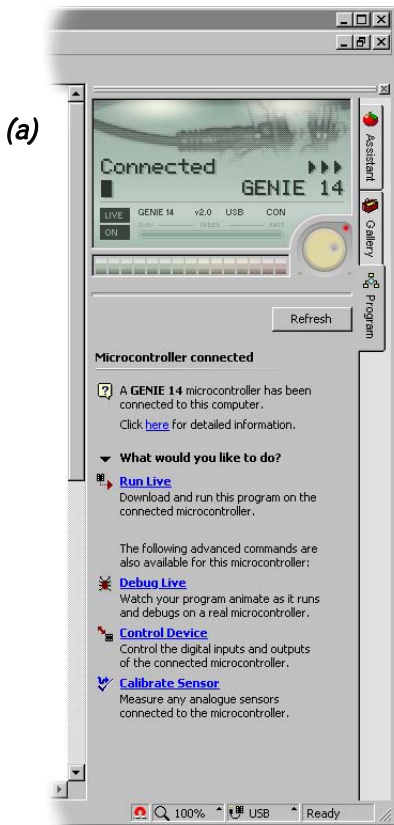 (a)
Connected
GENIE 14
LIVE GENIE 14 v2.0 USB CON
ON SLOW SPEED FAST
Assistant
Gallery
Program
Refresh
Microcontroller connected
A GENIE 14 microcontroller has been
connected to this computer.
Click here for detailed information.
What would you like to do?
Run Live
Download and run this program on the
connected microcontroller.
The following advanced commands are
also available for this microcontroller:
Debug Live
Watch your program animate as it runs
and debugs on a real microcontroller.
Control Device
Control the digital inputs and outputs
of the connected microcontroller.
Calibrate Sensor
Measure any analogue sensors
connected to the microcontroller.
100% USB Ready